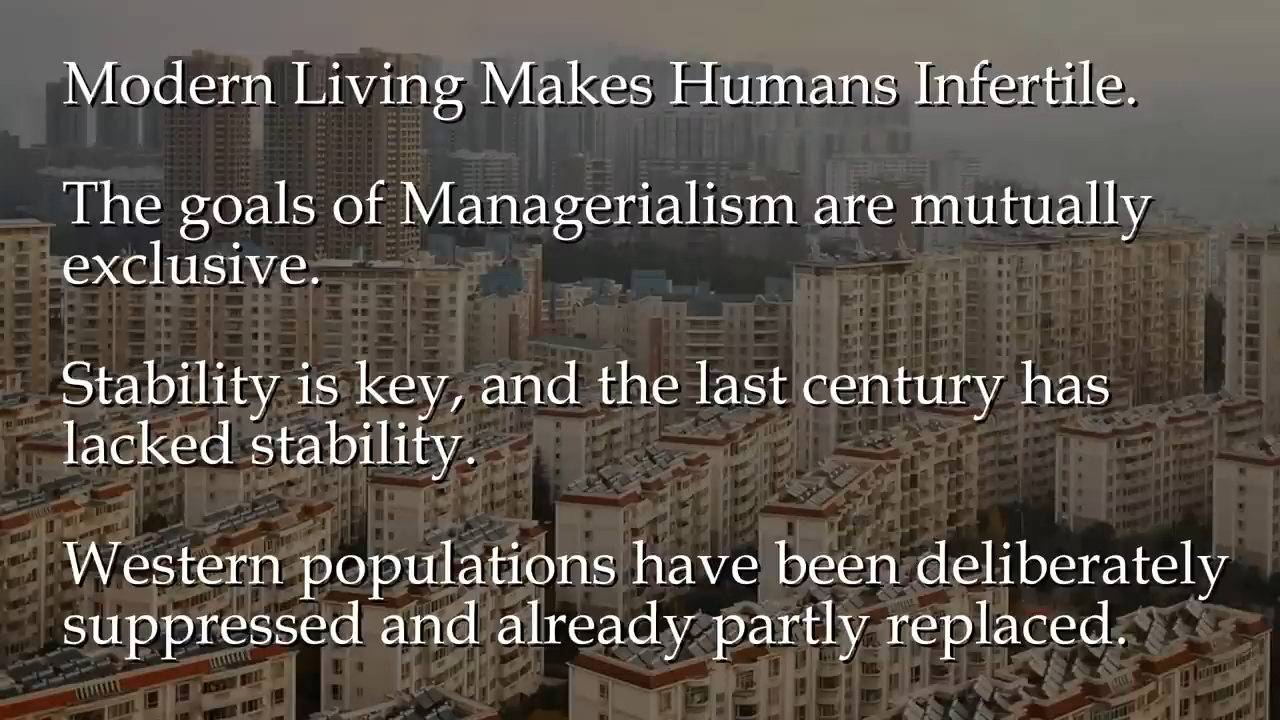 Modern Living Makes Humans Infertile.
The goals of Managerialism are mutually
exclusive.
Stability is key, and the last century has
lacked stability.
Western populations have been deliberately
suppressed and already partly replaced.